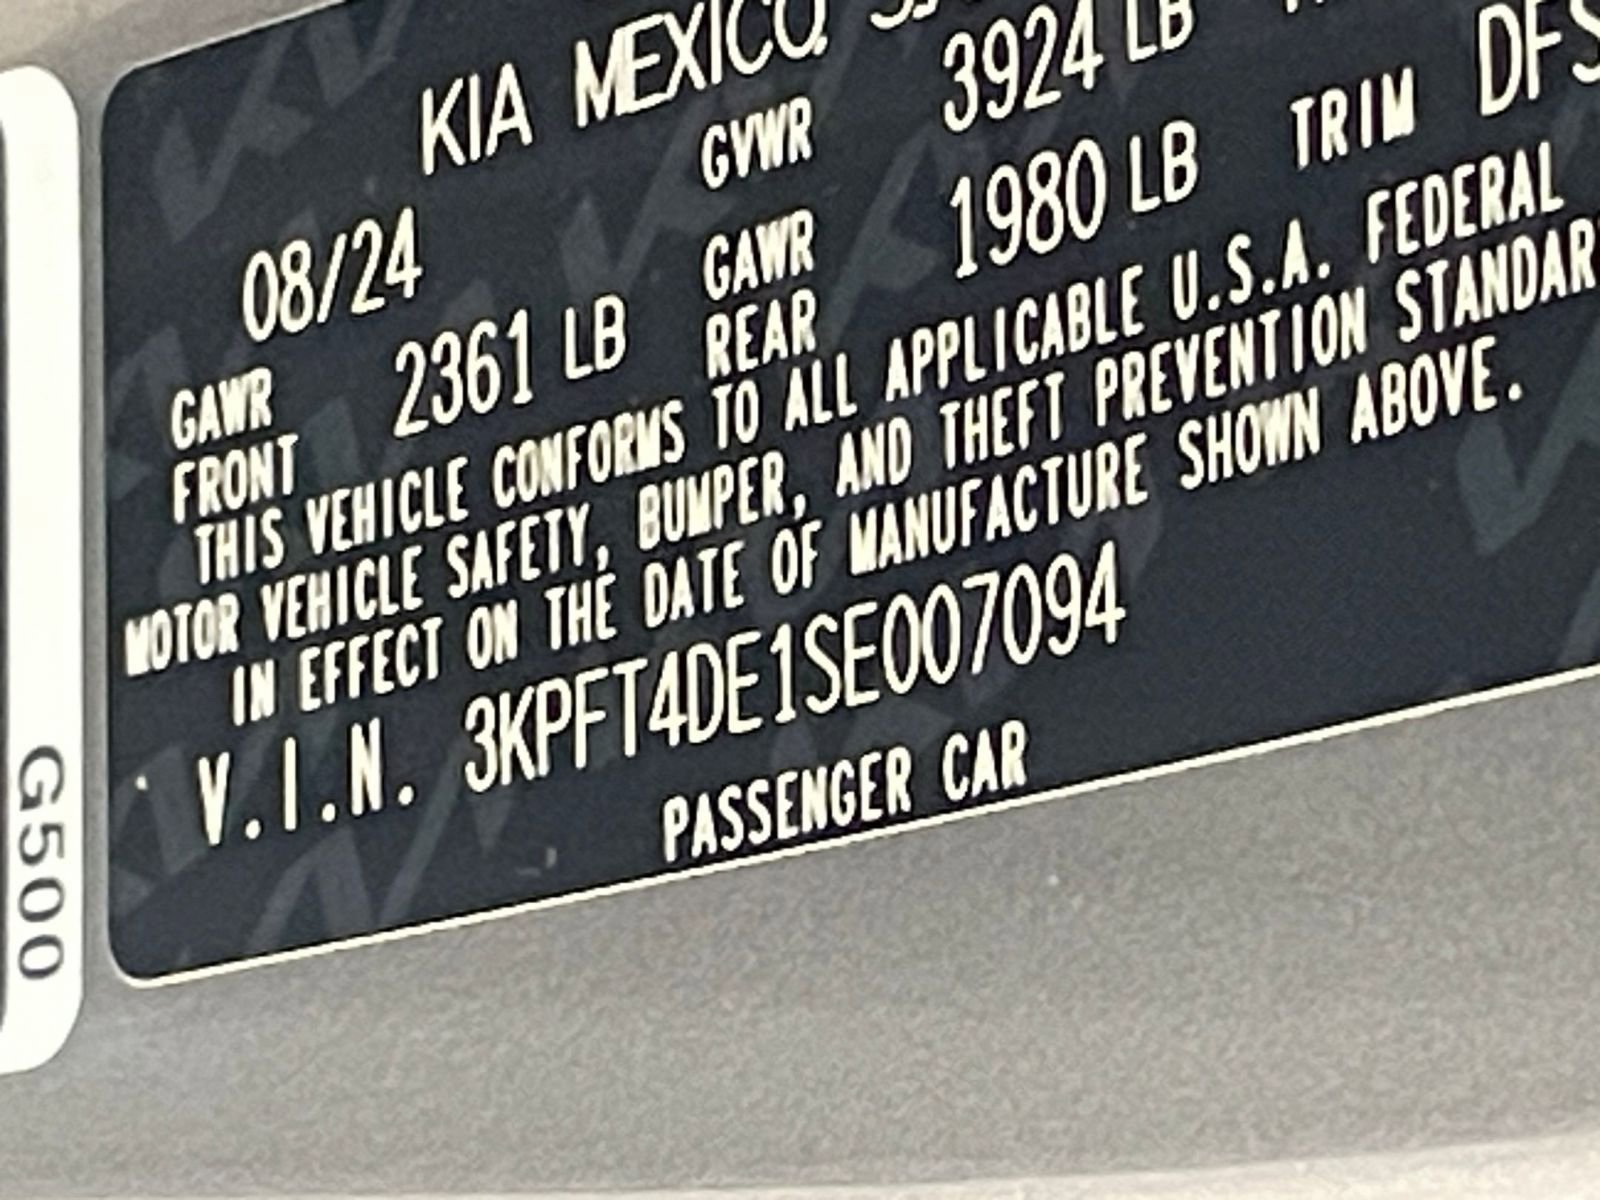 KIA MEXICO
08/24 GVWR 3924 LB
GAWR FRONT 2361 LB GAWR REAR 1980 LB TRIM DFS
THIS VEHICLE CONFORMS TO ALL APPLICABLE U.S.A. FEDERAL
MOTOR VEHICLE SAFETY, BUMPER, AND THEFT PREVENTION STANDAR
IN EFFECT ON THE DATE OF MANUFACTURE SHOWN ABOVE.
V.I.N. 3KPFT4DE1SE007094
PASSENGER CAR
G500